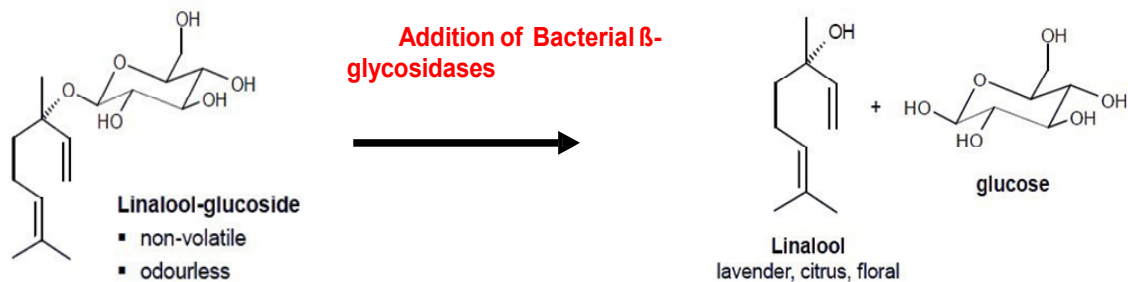 Addition of Bacterial ß-
glycosidases
OH
O
OH
OH
HO
O
Linalool-glucoside
▪ non-volatile
▪ odourless
OH
Linalool
lavender, citrus, floral
+
OH
O
HO
OH
OH
HO
glucose